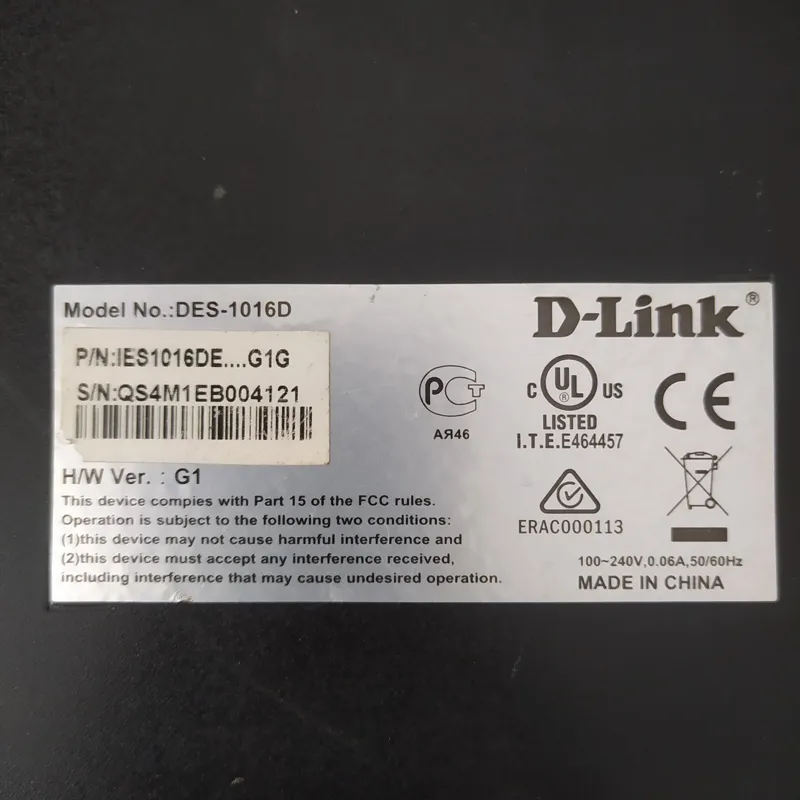 Model No.:DES-1016D
D-Link®
P/N:IES1016DE....G1G
S/N:QS4M1EB004121
РСТ
АЯ46
C UL US
®
LISTED
I.T.E.E464457
CE
ERAC000113
H/W Ver. : G1
This device compies with Part 15 of the FCC rules.
Operation is subject to the following two conditions:
(1)this device may not cause harmful interference and
(2)this device must accept any interference received,
including interference that may cause undesired operation.
100~240V,0.06A,50/60Hz
MADE IN CHINA